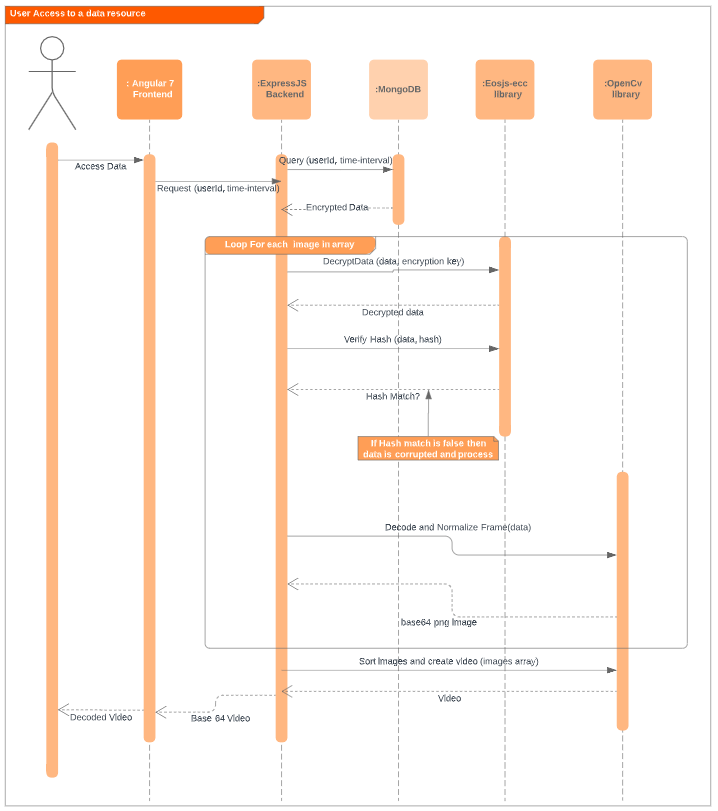 User Access to a data resource
: Angular 7
Frontend
:ExpressJS
Backend
:MongoDB
:Eosjs-ecc
library
:OpenCv
library
Query (userId, time-interval)
Access Data
Request (userId, time-interval)
Encrypted Data
Loop For each image in array
DecryptData (data, encryption key)
Decrypted data
Verify Hash (data, hash)
Hash Match?
If Hash match is false then
data is corrupted and process
Decode and Normalize Frame(data)
base64 png image
Sort Images and create video (images array)
Video
Decoded Video
Base 64 Video